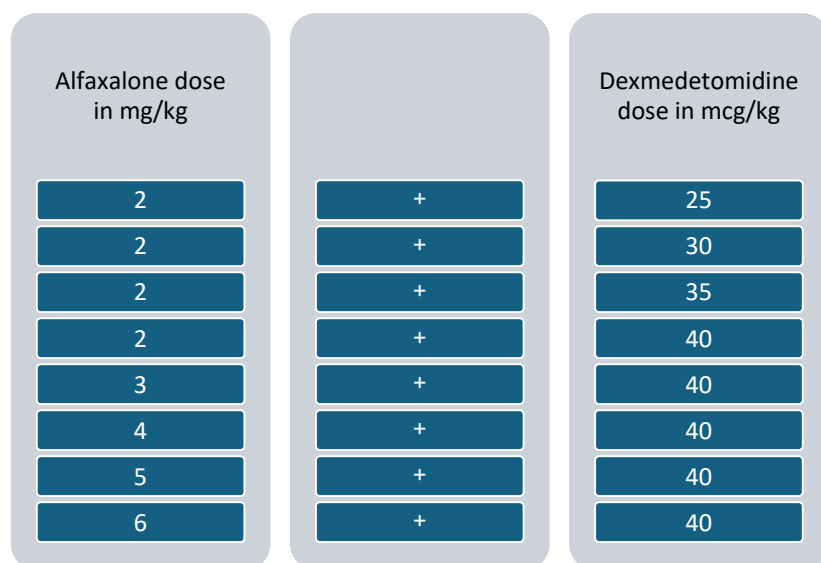 Alfaxalone dose
in mg/kg
Dexmedetomidine
dose in mcg/kg
2 + 25
2 + 30
2 + 35
2 + 40
3 + 40
4 + 40
5 + 40
6 + 40